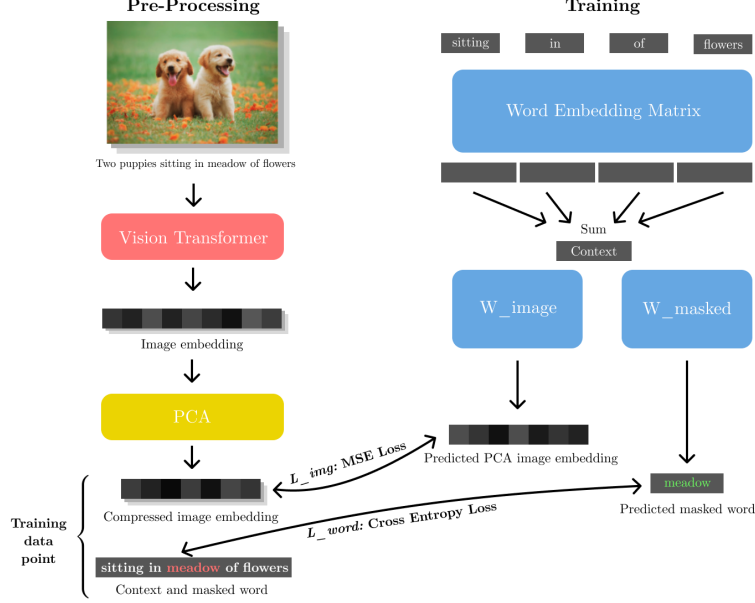 Pre-Processing
Two puppies sitting in meadow of flowers
Vision Transformer
Image embedding
PCA
Compressed image embedding
Training
data
point
sitting in meadow of flowers
Context and masked word
L_img: MSE Loss
L_word: Cross Entropy Loss
Training
sitting in of flowers
Word Embedding Matrix
Sum
Context
W_image W_masked
Predicted PCA image embedding
meadow
Predicted masked word